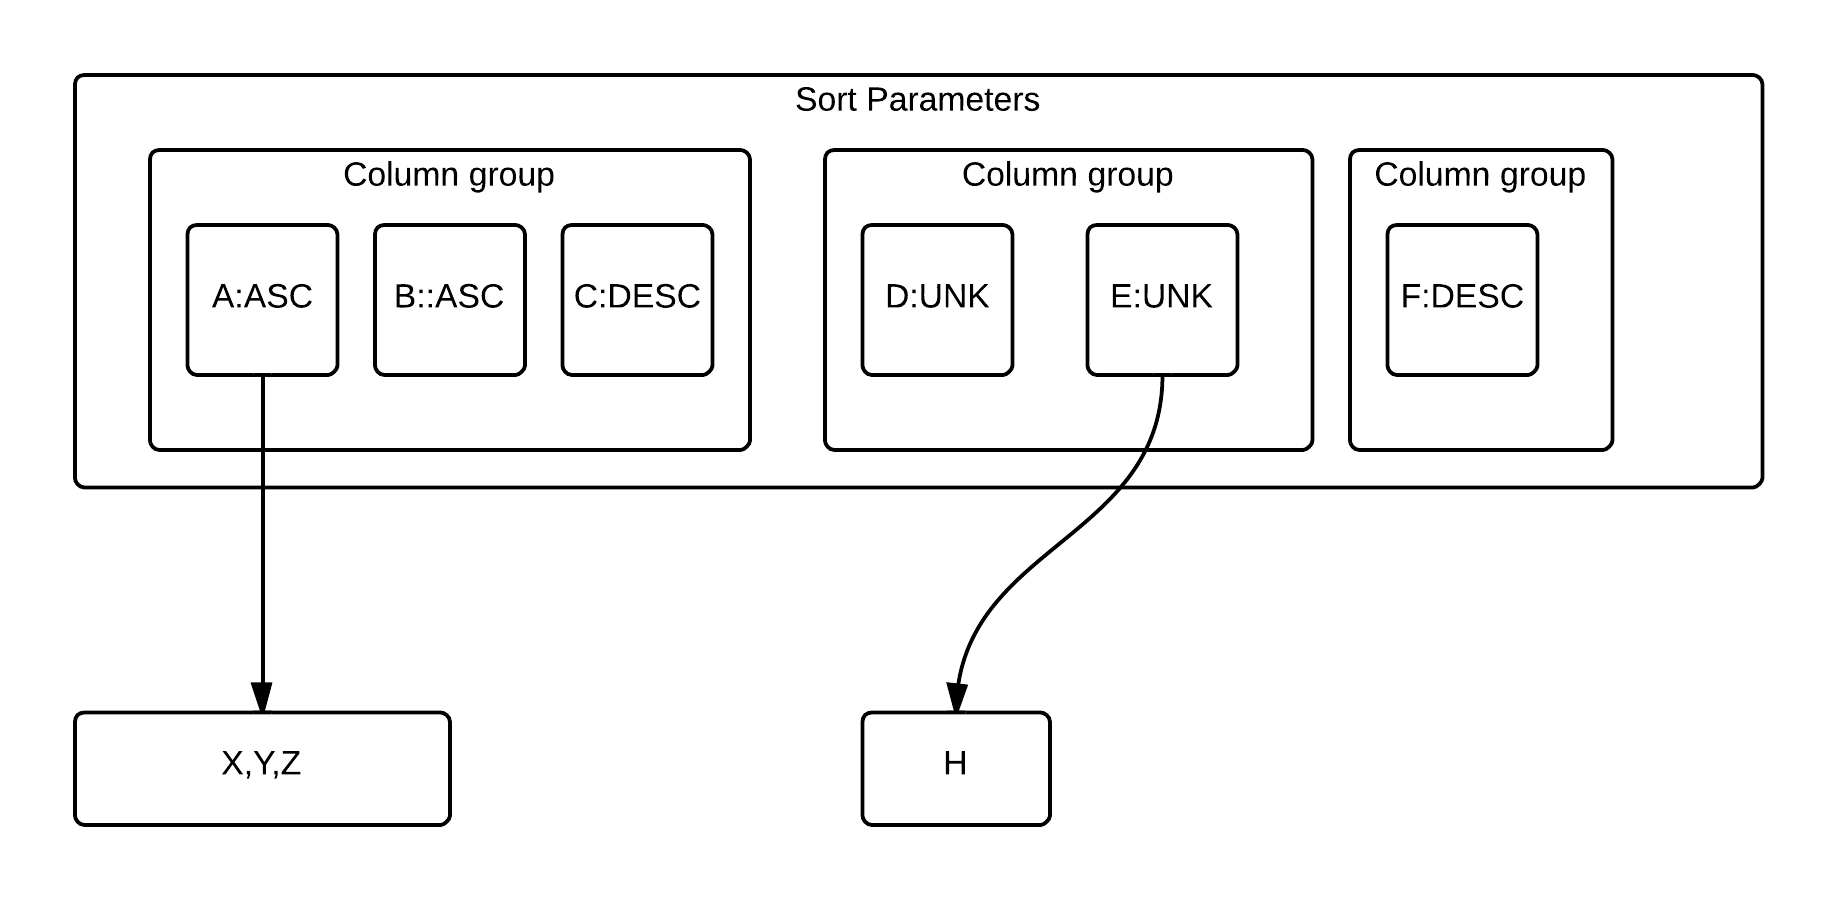 Sort Parameters
Column group
A:ASC
B::ASC
C:DESC
Column group
D:UNK
E:UNK
Column group
F:DESC
X,Y,Z
H